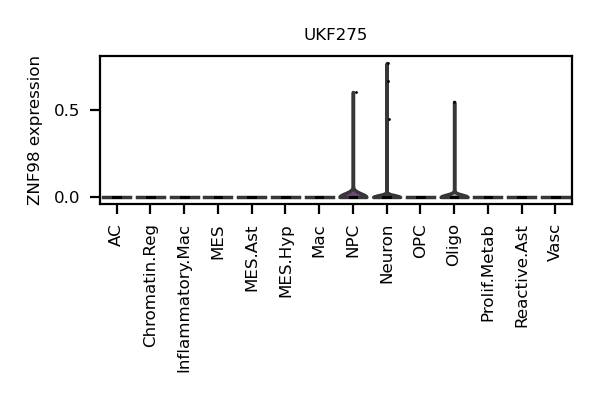 UKF275
ZNF98 expression
0.5
0.0
AC
Chromatin.Reg
Inflammatory.Mac
MES
MES.Ast
MES.Hyp
Mac
NPC
Neuron
OPC
Oligo
Prolif.Metab
Reactive.Ast
Vasc